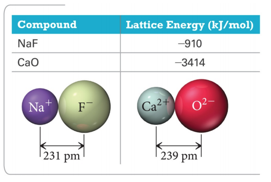 Compound Lattice Energy (kJ/mol)
NaF −910
CaO −3414
Na⁺ F⁻ Ca²⁺ O²⁻
231 pm 239 pm